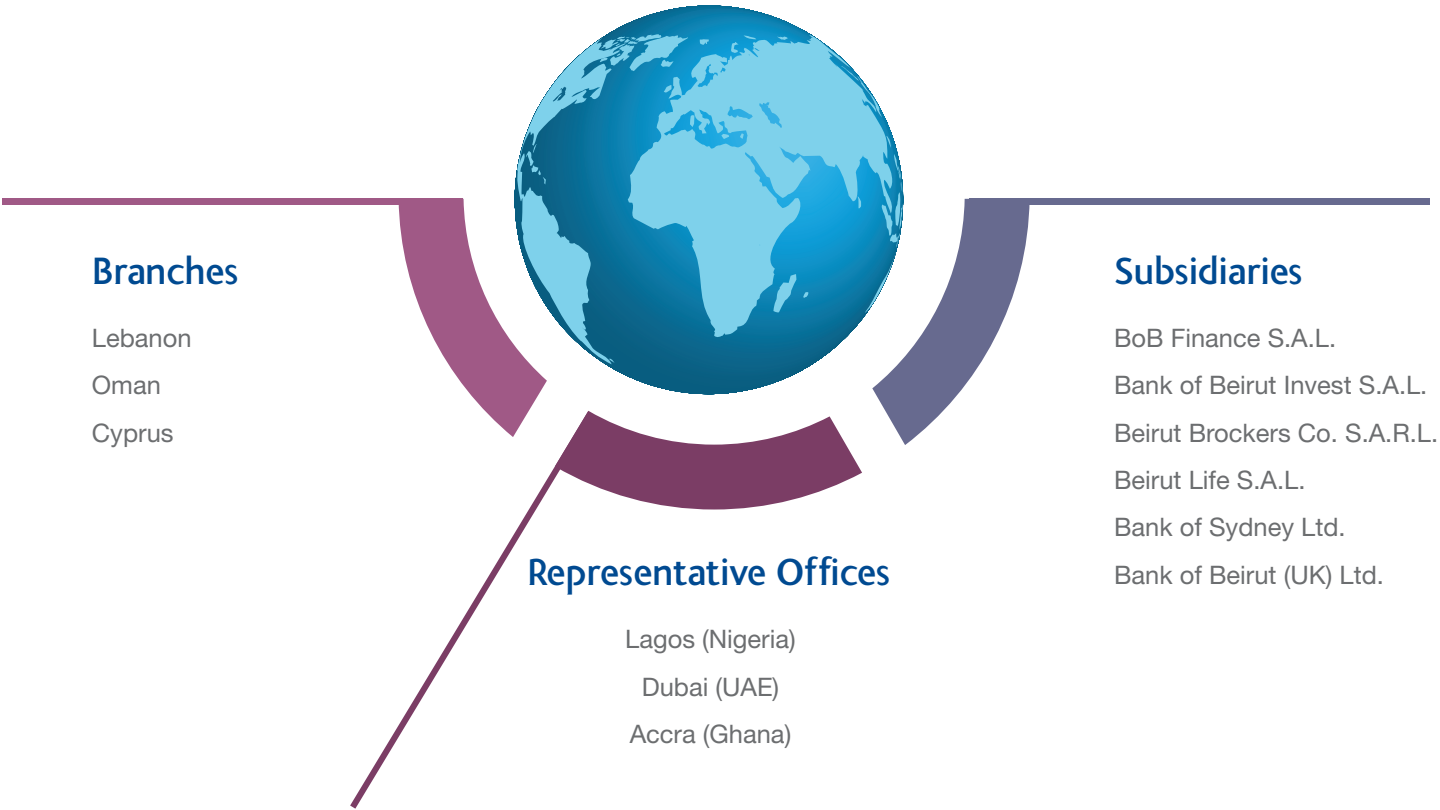 Branches
Lebanon
Oman
Cyprus
Representative Offices
Lagos (Nigeria)
Dubai (UAE)
Accra (Ghana)
Subsidiaries
BoB Finance S.A.L.
Bank of Beirut Invest S.A.L.
Beirut Brockers Co. S.A.R.L.
Beirut Life S.A.L.
Bank of Sydney Ltd.
Bank of Beirut (UK) Ltd.